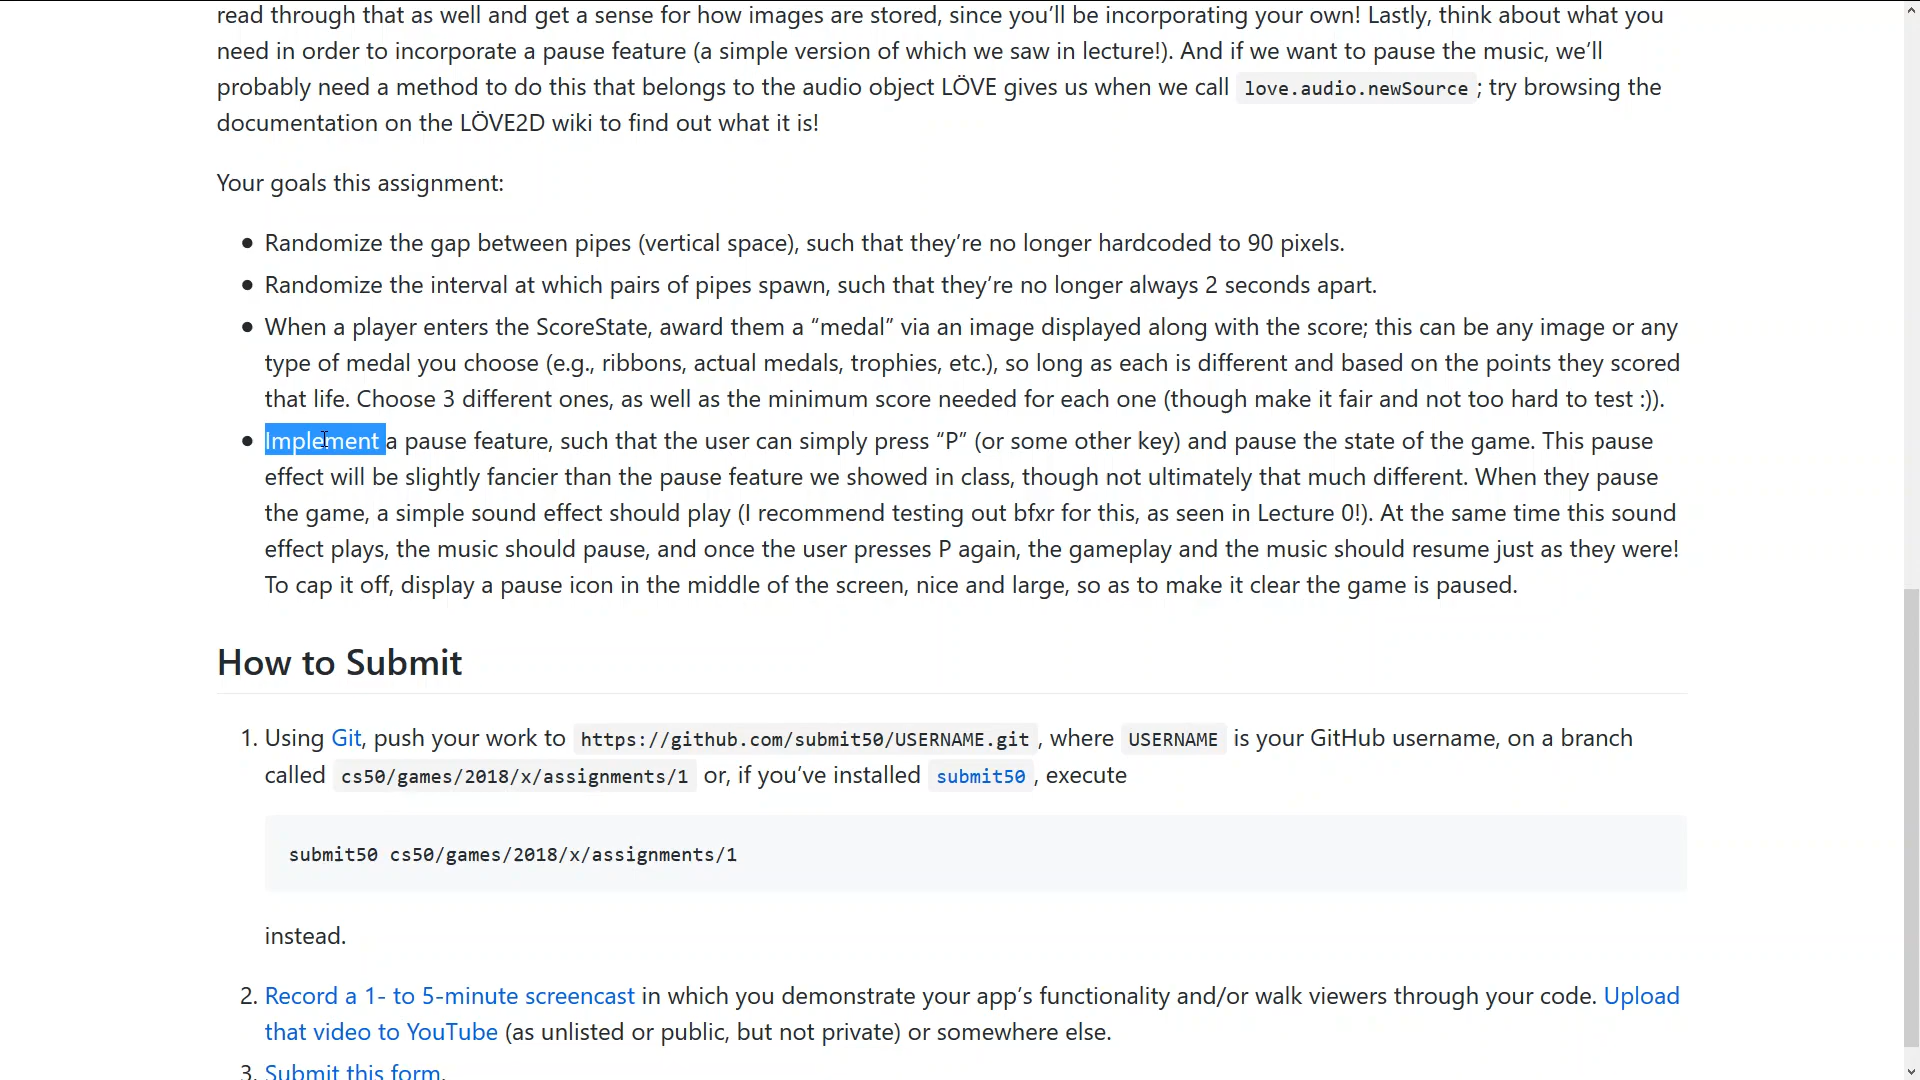 read through that as well and get a sense for how images are stored, since you’ll be incorporating your own! Lastly, think about what you
need in order to incorporate a pause feature (a simple version of which we saw in lecture!). And if we want to pause the music, we’ll
probably need a method to do this that belongs to the audio object LÖVE gives us when we call love.audio.newSource ; try browsing the
documentation on the LÖVE2D wiki to find out what it is!
Your goals this assignment:
● Randomize the gap between pipes (vertical space), such that they’re no longer hardcoded to 90 pixels.
● Randomize the interval at which pairs of pipes spawn, such that they’re no longer always 2 seconds apart.
● When a player enters the ScoreState, award them a “medal” via an image displayed along with the score; this can be any image or any
type of medal you choose (e.g., ribbons, actual medals, trophies, etc.), so long as each is different and based on the points they scored
that life. Choose 3 different ones, as well as the minimum score needed for each one (though make it fair and not too hard to test :)).
● Implement a pause feature, such that the user can simply press “P” (or some other key) and pause the state of the game. This pause
effect will be slightly fancier than the pause feature we showed in class, though not ultimately that much different. When they pause
the game, a simple sound effect should play (I recommend testing out bfxr for this, as seen in Lecture 0!). At the same time this sound
effect plays, the music should pause, and once the user presses P again, the gameplay and the music should resume just as they were!
To cap it off, display a pause icon in the middle of the screen, nice and large, so as to make it clear the game is paused.
How to Submit
1. Using Git, push your work to https://github.com/submit50/USERNAME.git , where USERNAME is your GitHub username, on a branch
called cs50/games/2018/x/assignments/1 or, if you’ve installed submit50 , execute
submit50 cs50/games/2018/x/assignments/1
instead.
2. Record a 1- to 5-minute screencast in which you demonstrate your app’s functionality and/or walk viewers through your code. Upload
that video to YouTube (as unlisted or public, but not private) or somewhere else.
3. Submit this form.